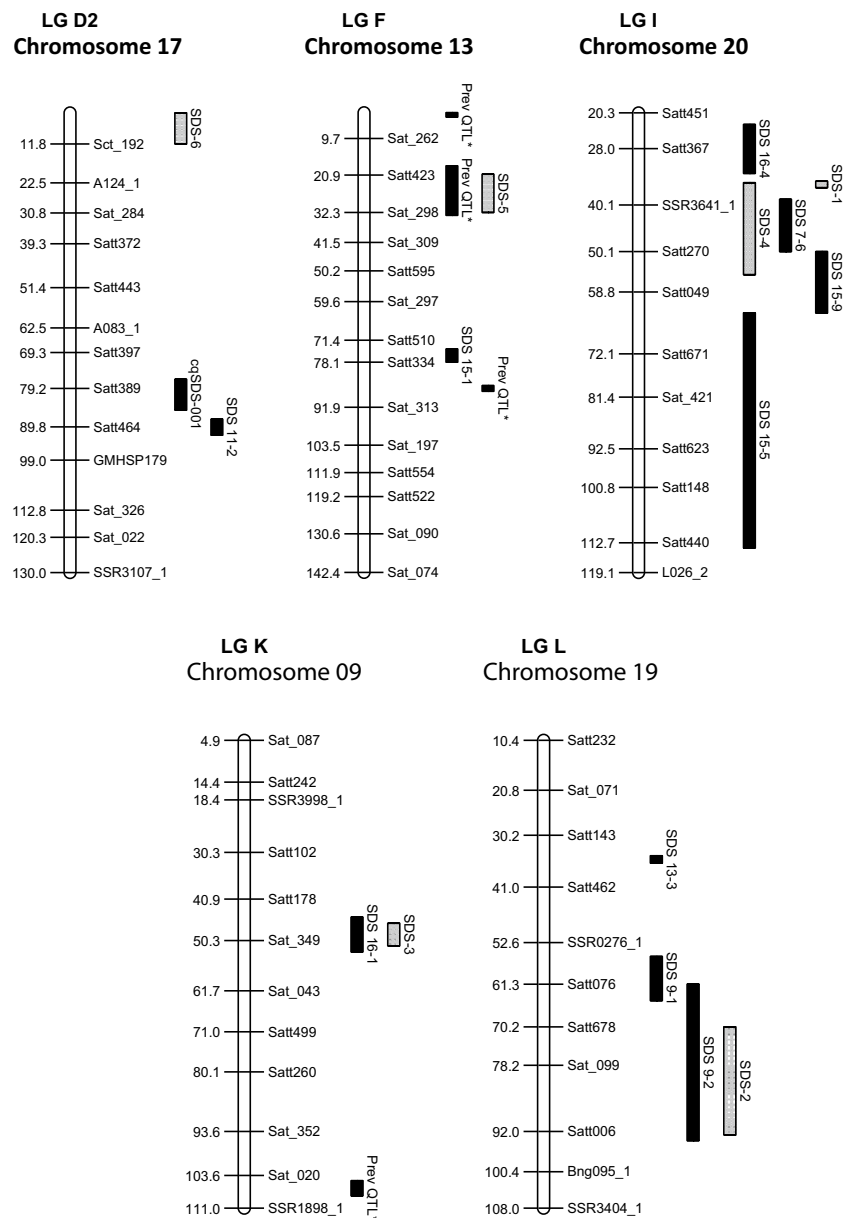 LG D2
Chromosome 17
11.8 Sct_192
22.5 A124_1
30.8 Sat_284
39.3 Satt372
51.4 Satt443
62.5 A083_1
69.3 Satt397
79.2 Satt389
89.8 Satt464
99.0 GMHSP179
112.8 Sat_326
120.3 Sat_022
130.0 SSR3107_1
SDS-6
cqSDS-001
SDS 11-2
LG F
Chromosome 13
9.7 Sat_262
20.9 Satt423
32.3 Sat_298
41.5 Sat_309
50.2 Satt595
59.6 Sat_297
71.4 Satt510
78.1 Satt334
91.9 Sat_313
103.5 Sat_197
111.9 Satt554
119.2 Satt522
130.6 Sat_090
142.4 Sat_074
Prev QTL*
Prev QTL*
SDS-5
SDS 15-1
Prev QTL*
LG I
Chromosome 20
20.3 Satt451
28.0 Satt367
40.1 SSR3641_1
50.1 Satt270
58.8 Satt049
72.1 Satt671
81.4 Sat_421
92.5 Satt623
100.8 Satt148
112.7 Satt440
119.1 L026_2
SDS 16-4
SDS-4
SDS 7-6
SDS-1
SDS 15-9
SDS 15-5
LG K
Chromosome 09
4.9 Sat_087
14.4 Satt242
18.4 SSR3998_1
30.3 Satt102
40.9 Satt178
50.3 Sat_349
61.7 Sat_043
71.0 Satt499
80.1 Satt260
93.6 Sat_352
103.6 Sat_020
111.0 SSR1898_1
SDS 16-1
SDS-3
Prev QTL*
LG L
Chromosome 19
10.4 Satt232
20.8 Sat_071
30.2 Satt143
41.0 Satt462
52.6 SSR0276_1
61.3 Satt076
70.2 Satt678
78.2 Sat_099
92.0 Satt006
100.4 Bng095_1
108.0 SSR3404_1
SDS 13-3
SDS 9-1
SDS 9-2
SDS-2